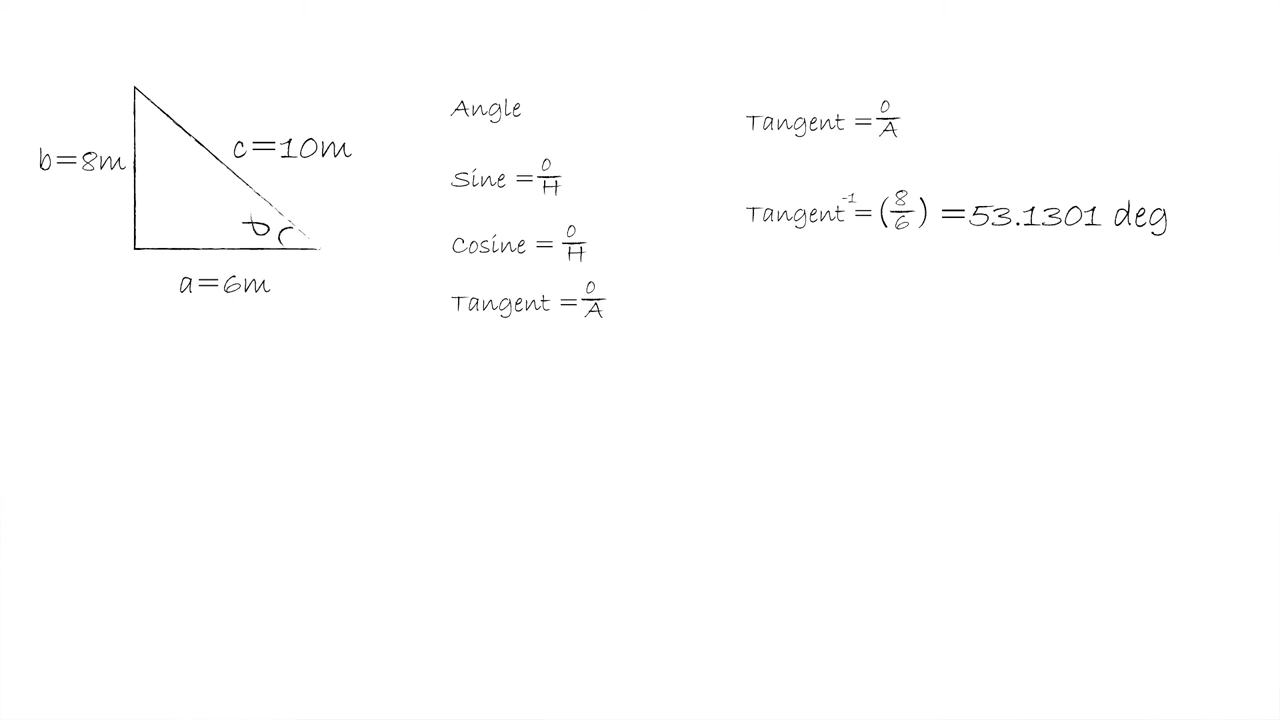 b=8m
c=10m
a=6m
Angle
Sine = O/H
Cosine = O/H
Tangent = O/A
Tangent = O/A
Tangent⁻¹ = (8/6) = 53.1301 deg